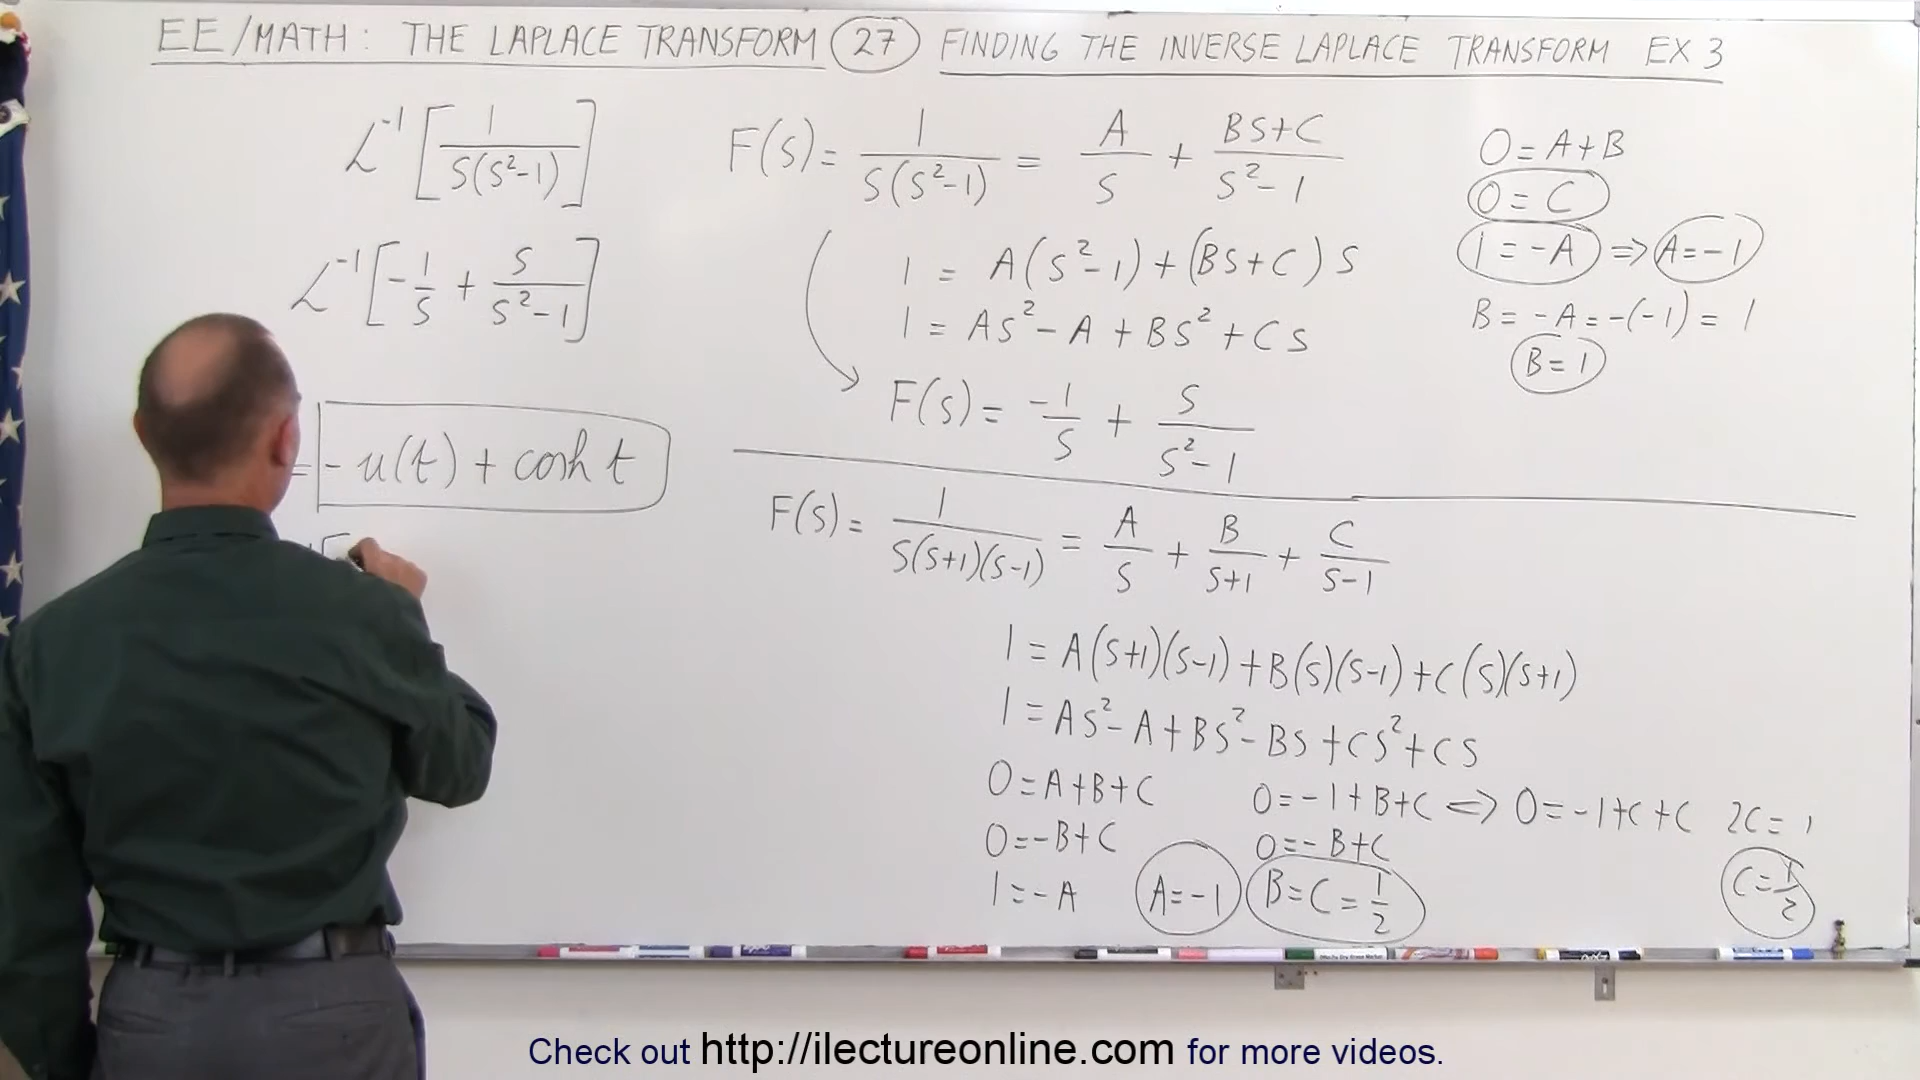 EE/MATH: THE LAPLACE TRANSFORM 27 FINDING THE INVERSE LAPLACE TRANSFORM EX 3
ℒ⁻¹[1/(S(S²-1))]
ℒ⁻¹[-1/S + S/(S²-1)]
= -u(t) + cosh t
F(S) = 1/(S(S²-1)) = A/S + (BS+C)/(S²-1)
1 = A(S²-1) + (BS+C)S
1 = AS² - A + BS² + CS
F(S) = -1/S + S/(S²-1)
0 = A+B
0 = C
1 = -A ⇒ A = -1
B = -A = -(-1) = 1
B = 1
F(S) = 1/(S(S+1)(S-1)) = A/S + B/(S+1) + C/(S-1)
1 = A(S+1)(S-1) + B(S)(S-1) + C(S)(S+1)
1 = AS² - A + BS² - BS + CS² + CS
0 = A+B+C 0 = -1+B+C ⇔ 0 = -1+C+C 2C = 1
0 = -B+C 0 = -B+C
1 = -A A = -1 B = C = 1/2 C = 1/2
Check out http://ilectureonline.com for more videos.